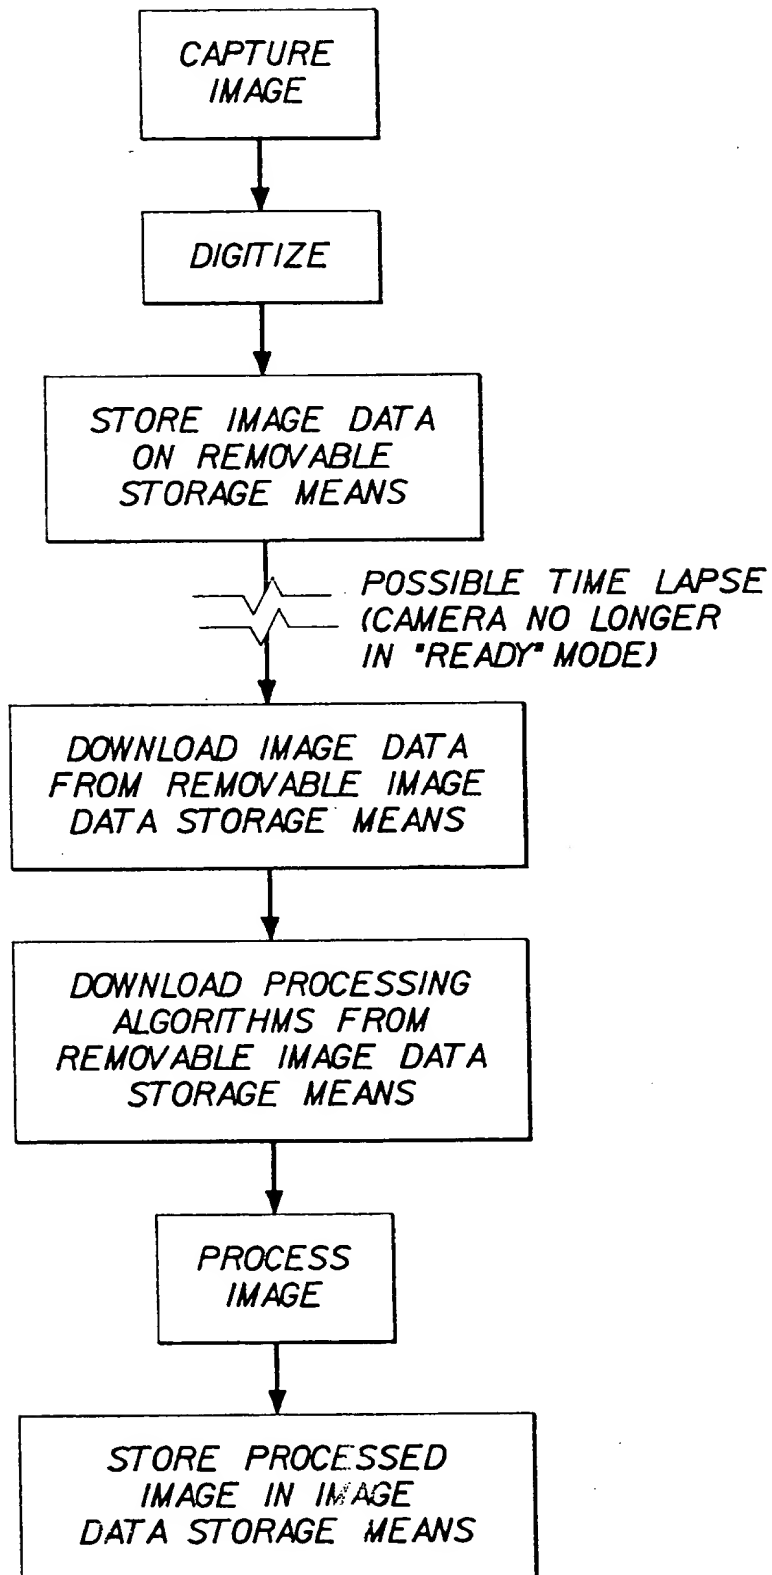 CAPTURE
IMAGE
DIGITIZE
STORE IMAGE DATA
ON REMOVABLE
STORAGE MEANS
POSSIBLE TIME LAPSE
(CAMERA NO LONGER
IN "READY" MODE)
DOWNLOAD IMAGE DATA
FROM REMOVABLE IMAGE
DATA STORAGE MEANS
DOWNLOAD PROCESSING
ALGORITHMS FROM
REMOVABLE IMAGE DATA
STORAGE MEANS
PROCESS
IMAGE
STORE PROCESSED
IMAGE IN IMAGE
DATA STORAGE MEANS